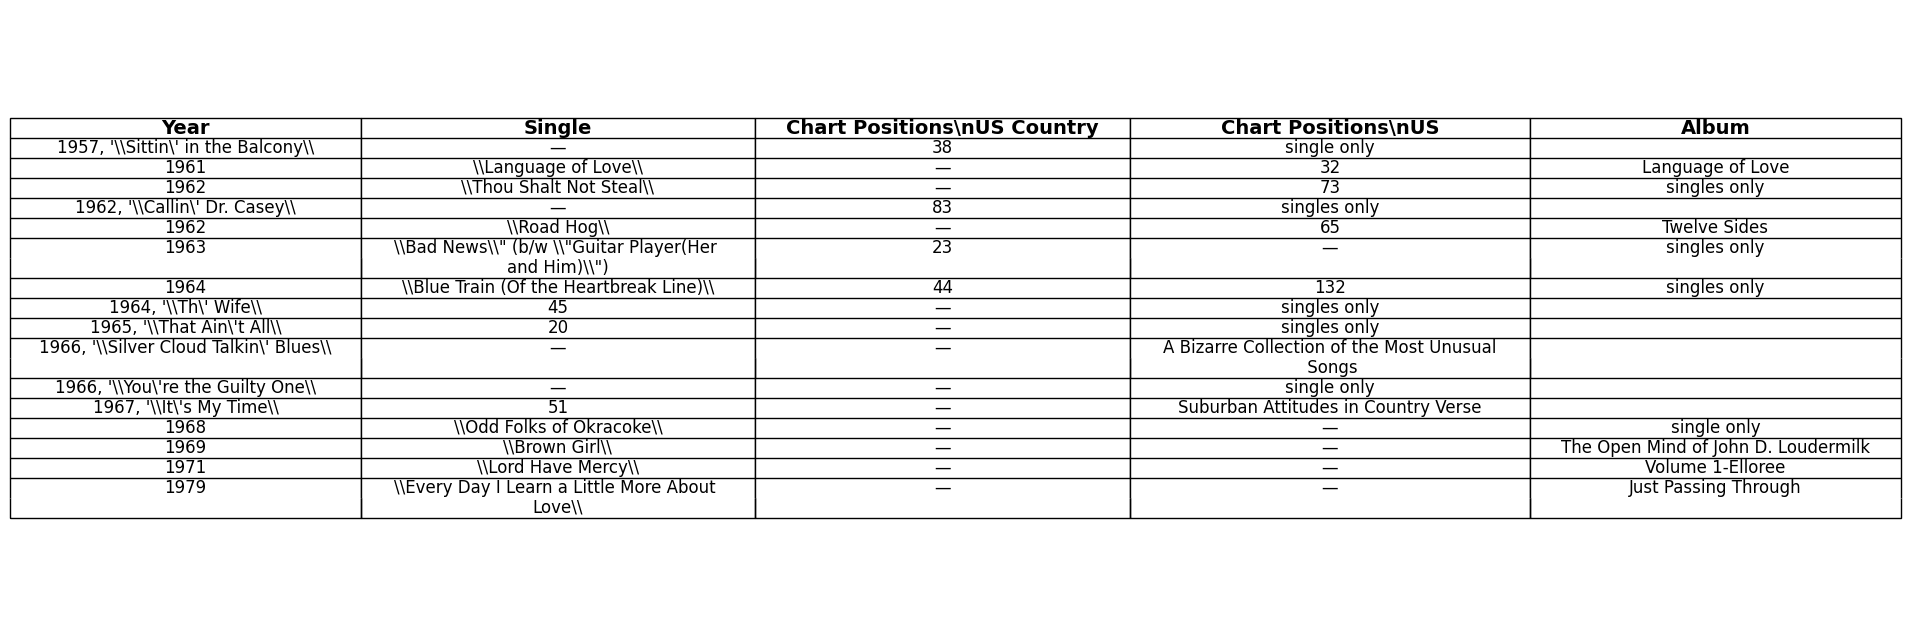 Year Single Chart Positions\nUS Country Chart Positions\nUS Album
1957, '\\Sittin\' in the Balcony\\ — 38 single only
1961 \\Language of Love\\ — 32 Language of Love
1962 \\Thou Shalt Not Steal\\ — 73 singles only
1962, '\\Callin\' Dr. Casey\\ — 83 singles only
1962 \\Road Hog\\ — 65 Twelve Sides
1963 \\Bad News\\" (b/w \\"Guitar Player(Her 23 — singles only
and Him)\\")
1964 \\Blue Train (Of the Heartbreak Line)\\ 44 132 singles only
1964, '\\Th\' Wife\\ 45 — singles only
1965, '\\That Ain\'t All\\ 20 — singles only
1966, '\\Silver Cloud Talkin\' Blues\\ — — A Bizarre Collection of the Most Unusual
Songs
1966, '\\You\'re the Guilty One\\ — — single only
1967, '\\It\'s My Time\\ 51 — Suburban Attitudes in Country Verse
1968 \\Odd Folks of Okracoke\\ — — single only
1969 \\Brown Girl\\ — — The Open Mind of John D. Loudermilk
1971 \\Lord Have Mercy\\ — — Volume 1-Elloree
1979 \\Every Day I Learn a Little More About — — Just Passing Through
Love\\